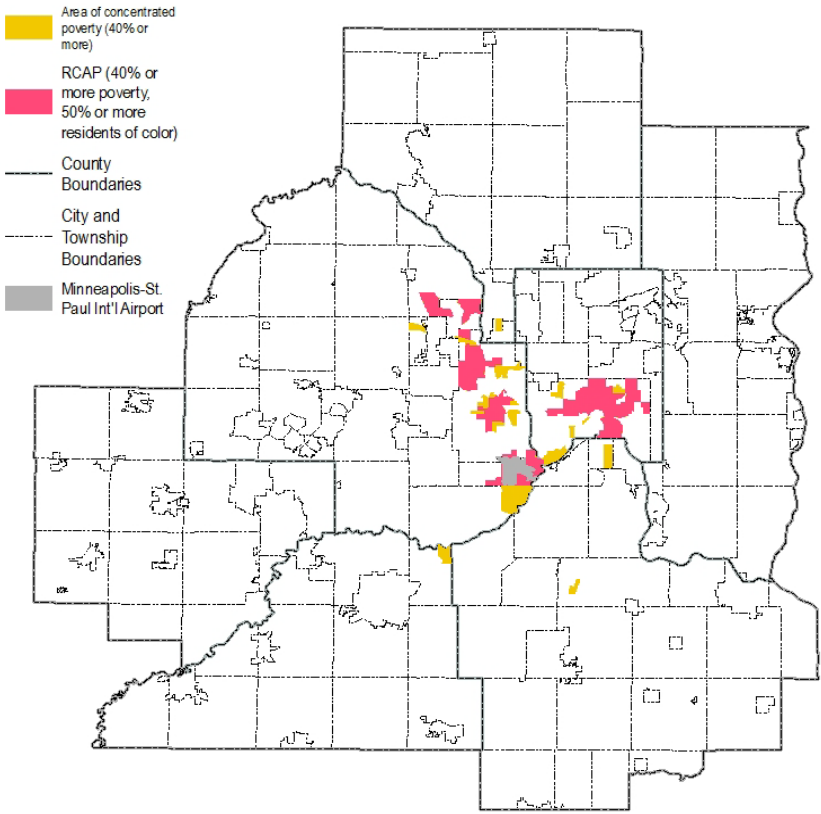 Area of concentrated
poverty (40% or
more)
RCAP (40% or
more poverty,
50% or more
residents of color)
County
Boundaries
City and
Township
Boundaries
Minneapolis-St.
Paul Int'l Airport